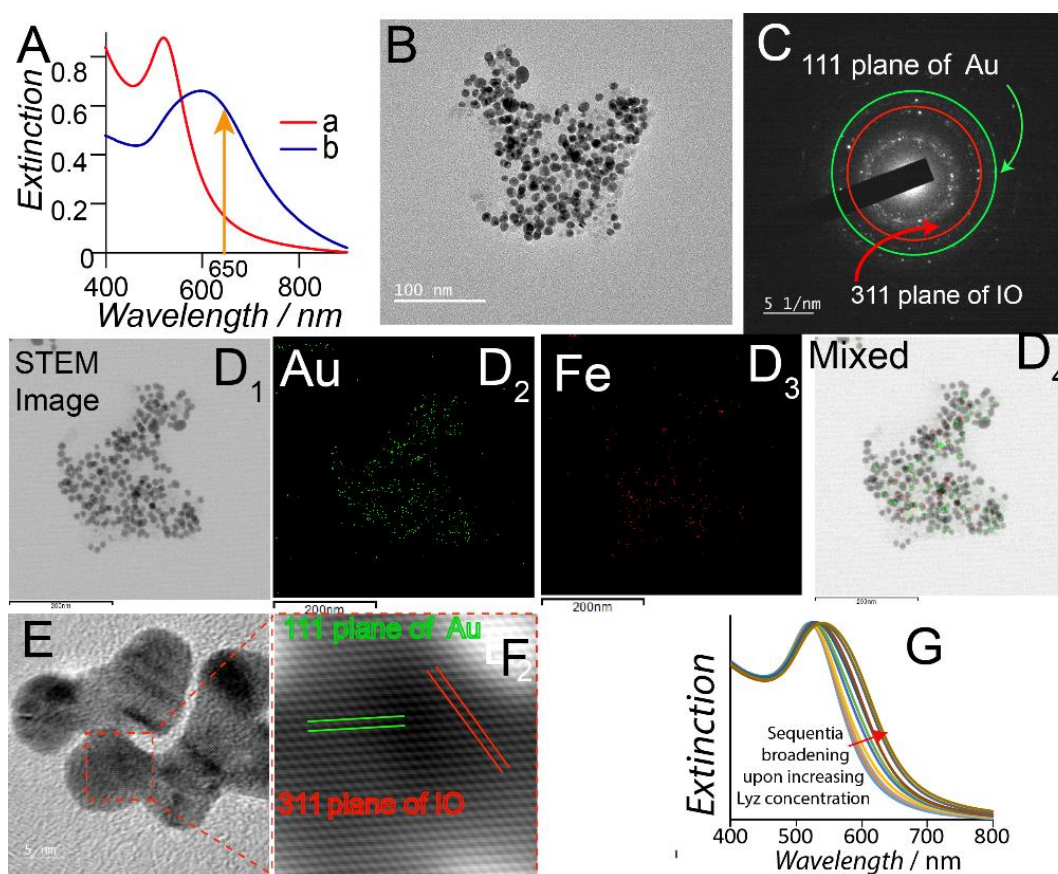 A
Extinction
0.8
0.6
0.4
0.2
0
400
600
650
800
Wavelength / nm
a
b
B
100 nm
C
111 plane of Au
311 plane of IO
5 1/nm
STEM
Image
D1
200nm
Au
D2
200nm
Fe
D3
200nm
Mixed
D4
200nm
E
5 nm
111 plane of Au
F2
311 plane of IO
G
Extinction
Sequentia
broadening
upon increasing
Lyz concentration
400 500 600 700 800
Wavelength / nm